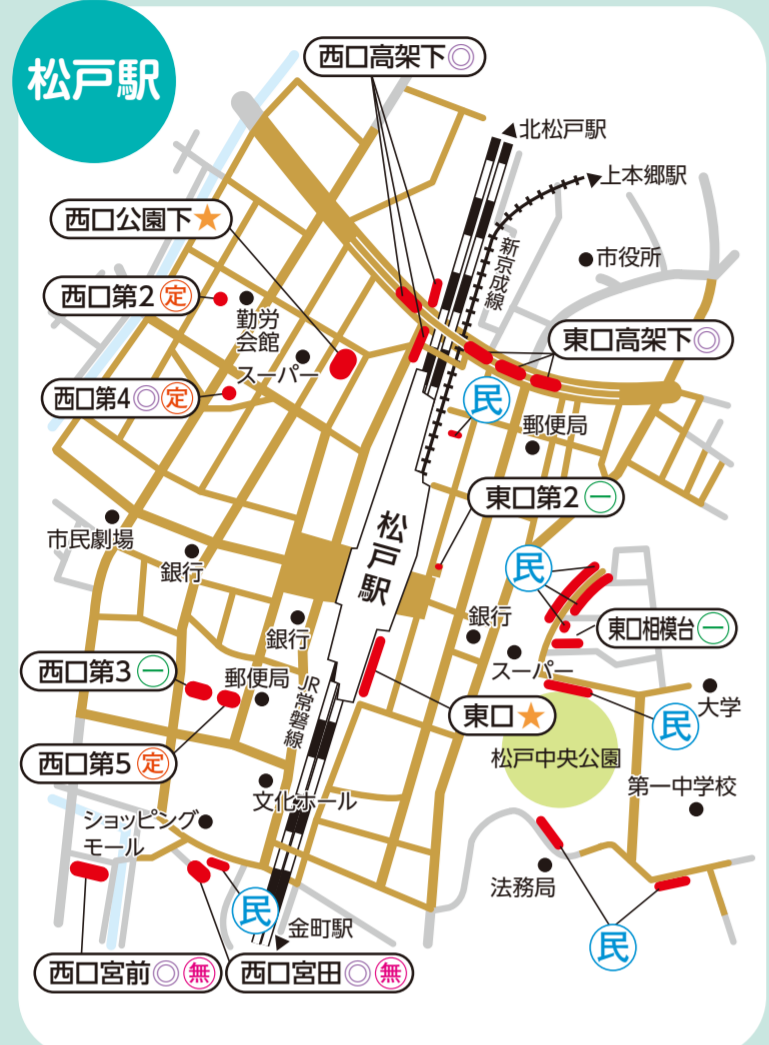 松戸駅
西口高架下◎
北松戸駅
上本郷駅
西口公園下★
新京成線
市役所
西口第2定
勤労
会館
スーパー
東口高架下◎
西口第4◎定
民
郵便局
東口第2一
市民劇場
松戸駅
銀行
民
銀行
銀行
東口相模台一
スーパー
西口第3一
郵便局
JR常磐線
大学
東口★
民
西口第5定
松戸中央公園
文化ホール
第一中学校
ショッピング
モール
法務局
民
金町駅
民
西口宮前◎無
西口宮田◎無